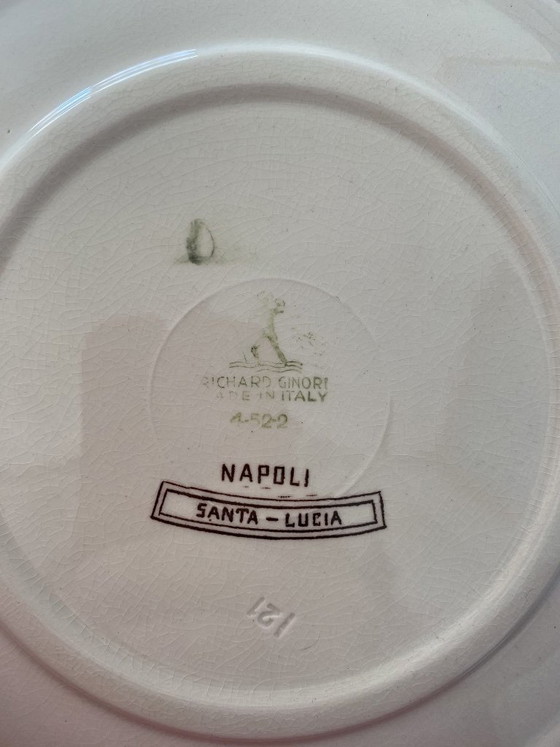 RICHARD GINORI
MADE IN ITALY
4-52-2
NAPOLI
SANTA-LUCIA
121